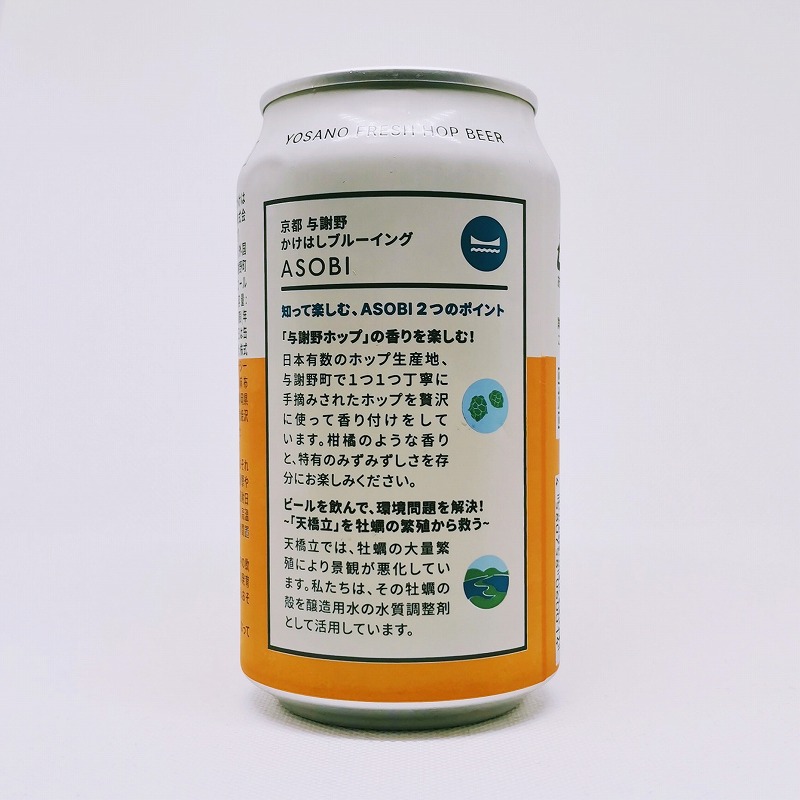 YOSANO FRESH HOP BEER
京都 与謝野
かけはしブルーイング
ASOBI
知って楽しむ、ASOBI 2つのポイント
「与謝野ホップ」の香りを楽しむ!
日本有数のホップ生産地、
与謝野町で1つ1つ丁寧に
手摘みされたホップを贅沢
に使って香り付けをして
います。柑橘のような香り
と、特有のみずみずしさを存
分にお楽しみください。
ビールを飲んで、環境問題を解決!
~「天橋立」を牡蠣の繁殖から救う~
天橋立では、牡蠣の大量繁
殖により景観が悪化してい
ます。私たちは、その牡蠣の
殻を醸造用水の水質調整剤
として活用しています。